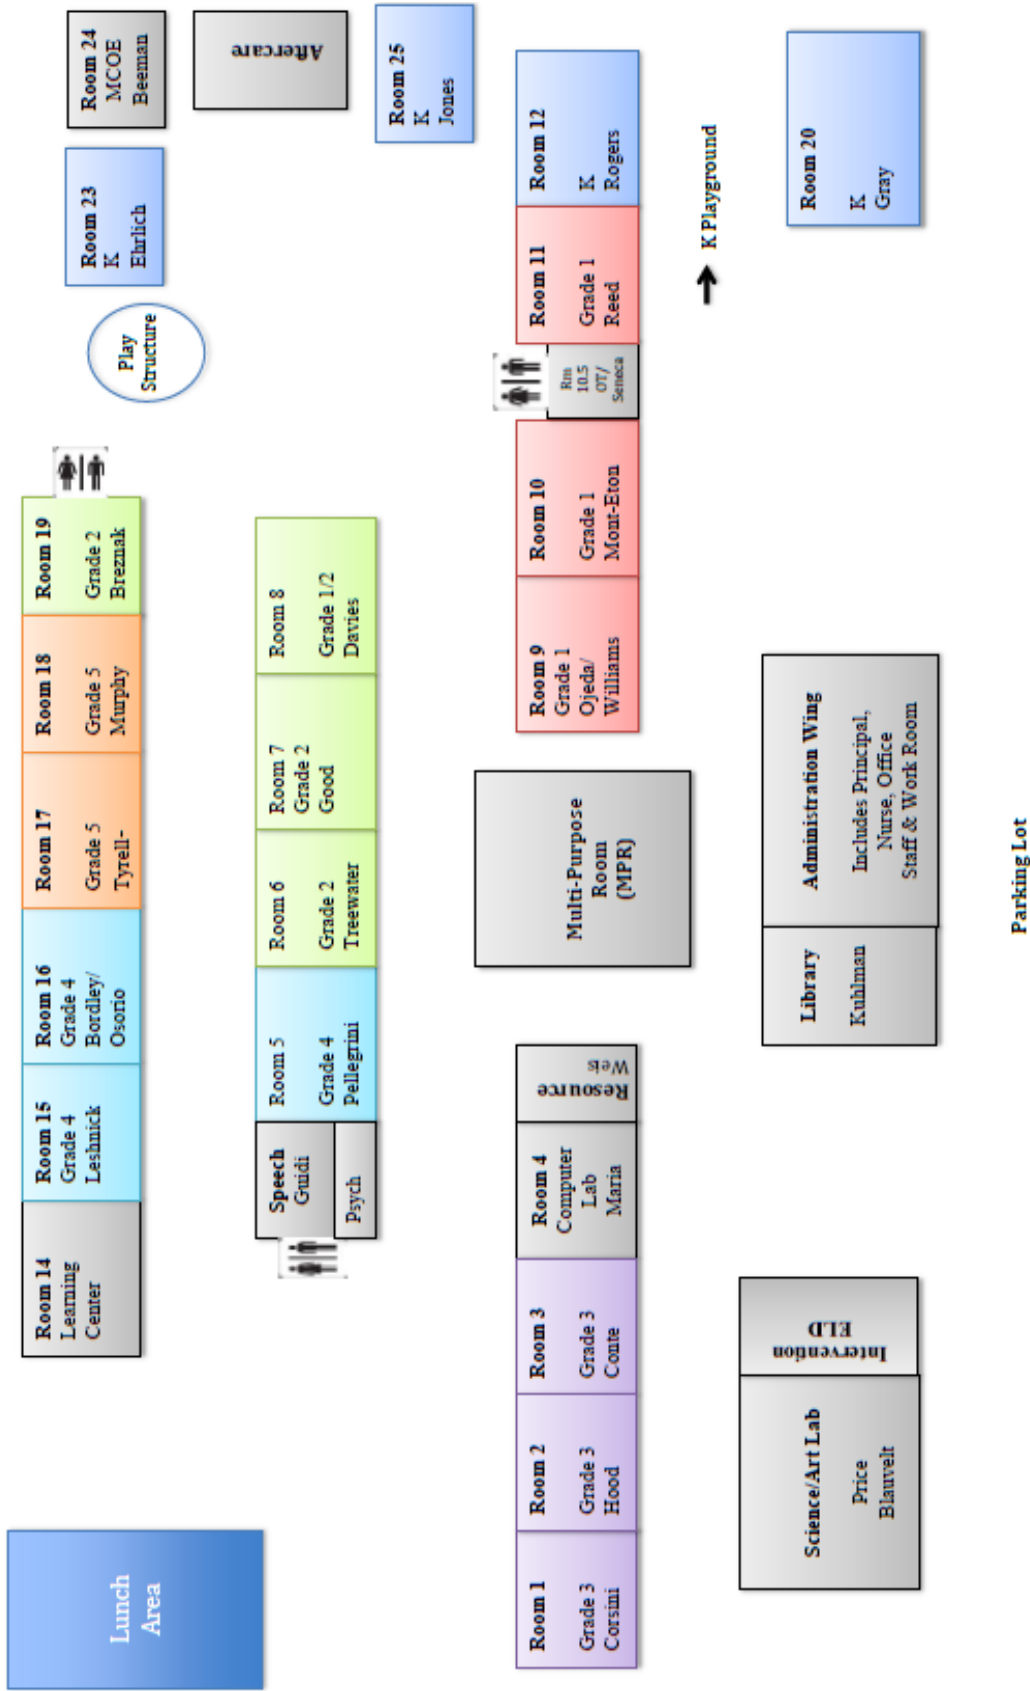 Lunch
Area
Room 14
Learning
Center
Room 15
Grade 4
Leshnick
Room 16
Grade 4
Bordley/
Osorio
Room 17
Grade 5
Tyrell-
Room 18
Grade 5
Murphy
Room 19
Grade 2
Breznak
Play
Structure
Room 23
K
Ehrlich
Room 24
MCOE
Beeman
Aftercare
Room 25
K
Jones
Speech
Guidi
Psych
Room 5
Grade 4
Pellegrini
Room 6
Grade 2
Treewater
Room 7
Grade 2
Good
Room 8
Grade 1/2
Davies
Room 1
Grade 3
Corsini
Room 2
Grade 3
Hood
Room 3
Grade 3
Conte
Room 4
Computer
Lab
Maria
Resource
Weis
Multi-Purpose
Room
(MPR)
Room 9
Grade 1
Ojeda/
Williams
Room 10
Grade 1
Mont-Eton
Rm
10.5
OT/
Seneca
Room 11
Grade 1
Reed
Room 12
K
Rogers
K Playground
Science/Art Lab
Price
Blauvelt
Intervention
ELD
Library
Kuhlman
Administration Wing
Includes Principal,
Nurse, Office
Staff & Work Room
Room 20
K
Gray
Parking Lot